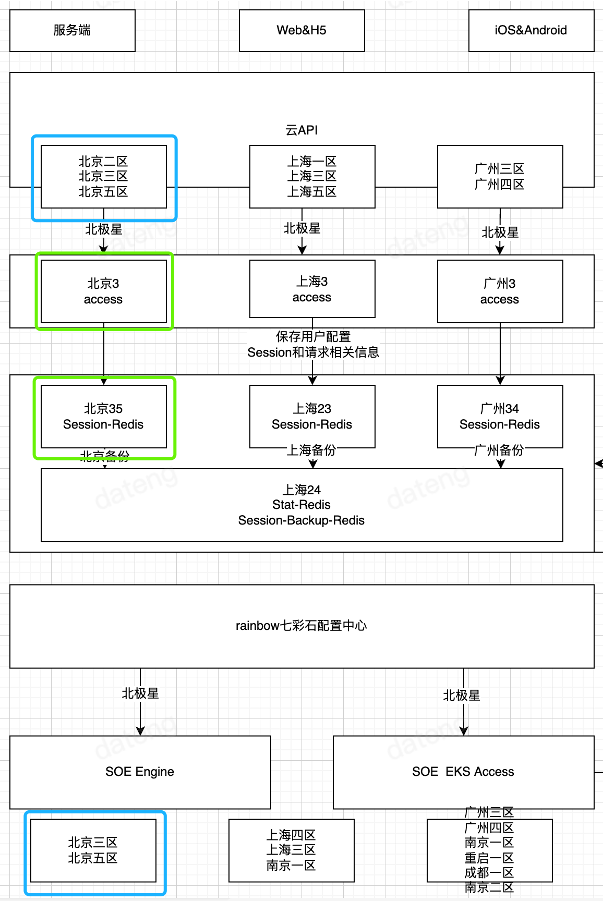 服务端
Web&H5
iOS&Android
云API
北京二区
北京三区
北京五区
上海一区
上海三区
上海五区
广州三区
广州四区
北极星
北极星
北极星
北京3
access
上海3
access
广州3
access
保存用户配置
Session和请求相关信息
北京35
Session-Redis
上海23
Session-Redis
广州34
Session-Redis
北京备份
上海备份
广州备份
上海24
Stat-Redis
Session-Backup-Redis
rainbow七彩石配置中心
北极星
北极星
SOE Engine
SOE EKS Access
北京三区
北京五区
上海四区
上海三区
南京一区
广州三区
广州四区
南京一区
重启一区
成都一区
南京二区
dateng
dateng
dateng
dateng
dateng
dateng